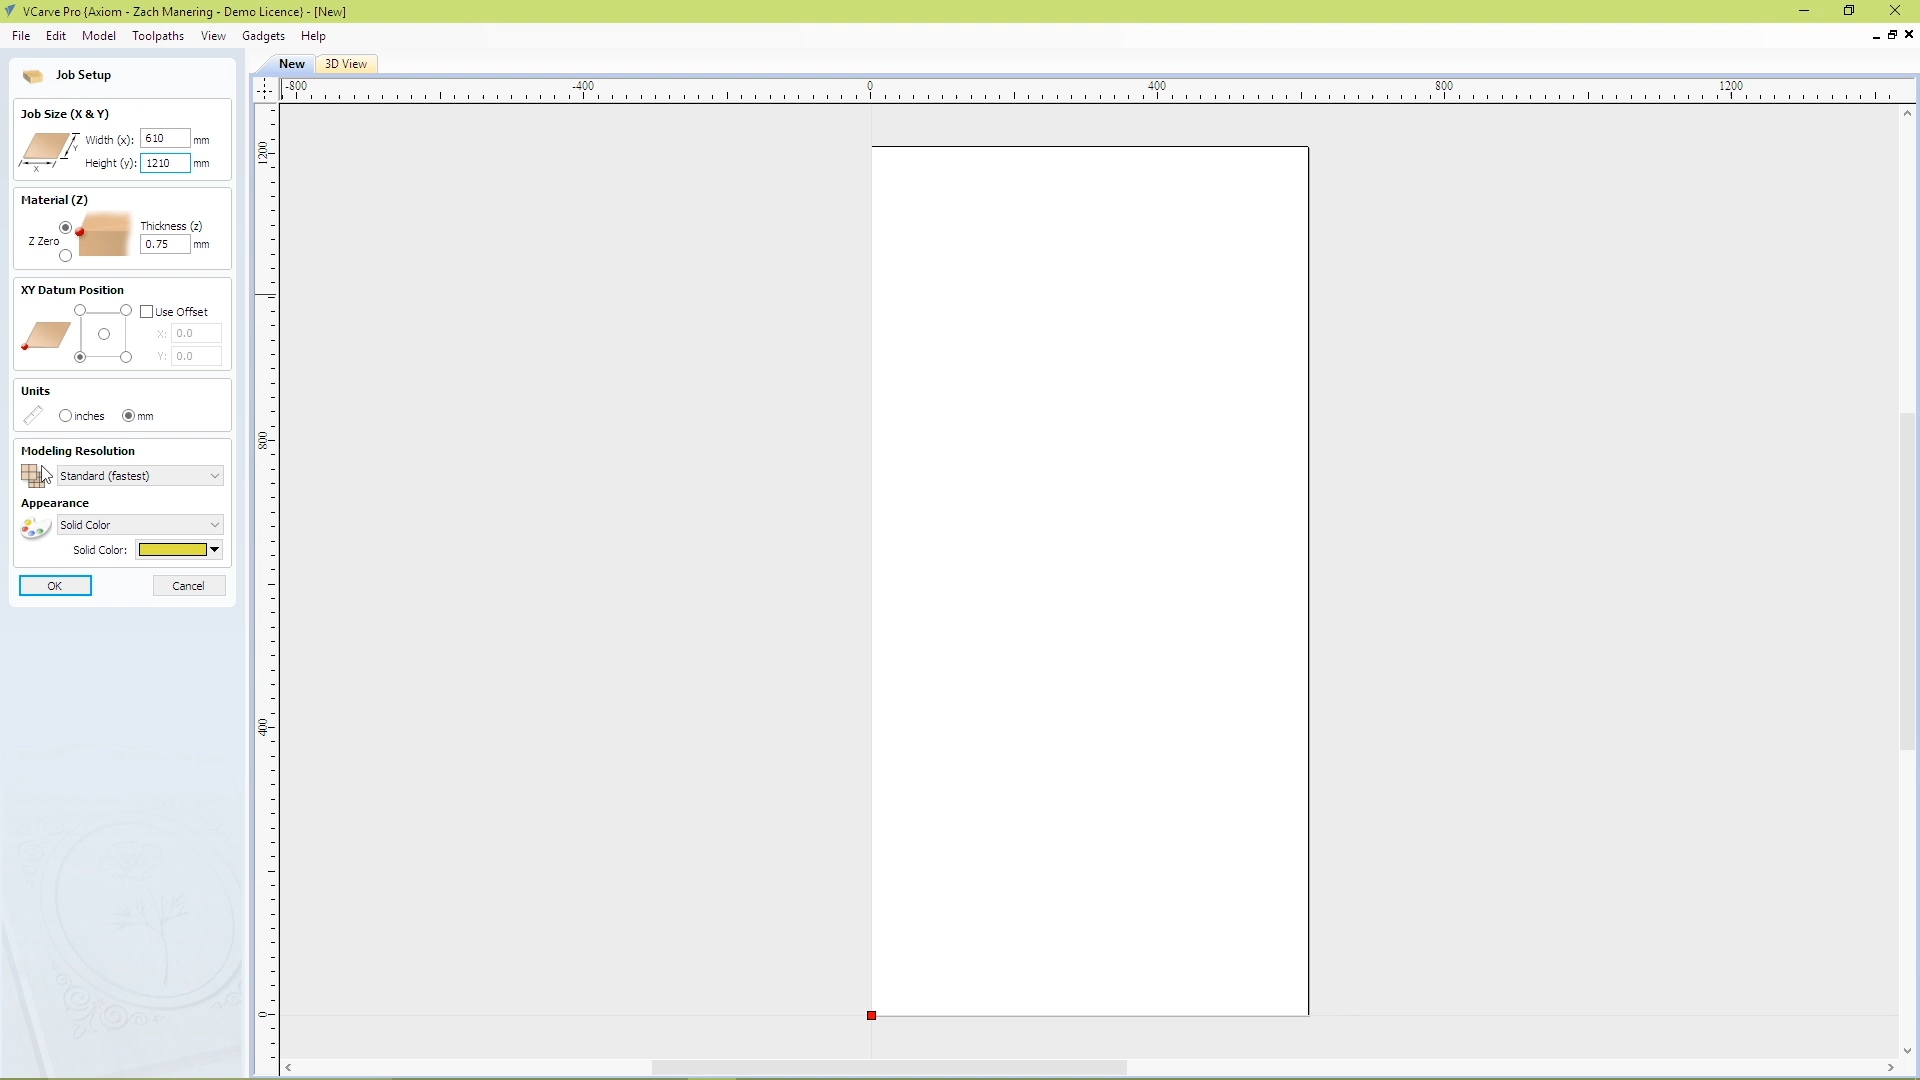 VCarve Pro {Axiom - Zach Manering - Demo Licence} - [New]
File Edit Model Toolpaths View Gadgets Help
New 3D View
Job Setup
-800 -400 0 400 800 1200
Job Size (X & Y)
Width (x): 610 mm
Height (y): 1210 mm
Y
X
1200
Material (Z)
Thickness (z)
Z Zero
0.75 mm
XY Datum Position
Use Offset
X: 0.0
Y: 0.0
Units
inches mm
800
Modeling Resolution
Standard (fastest)
Appearance
Solid Color
Solid Color:
OK Cancel
400
0